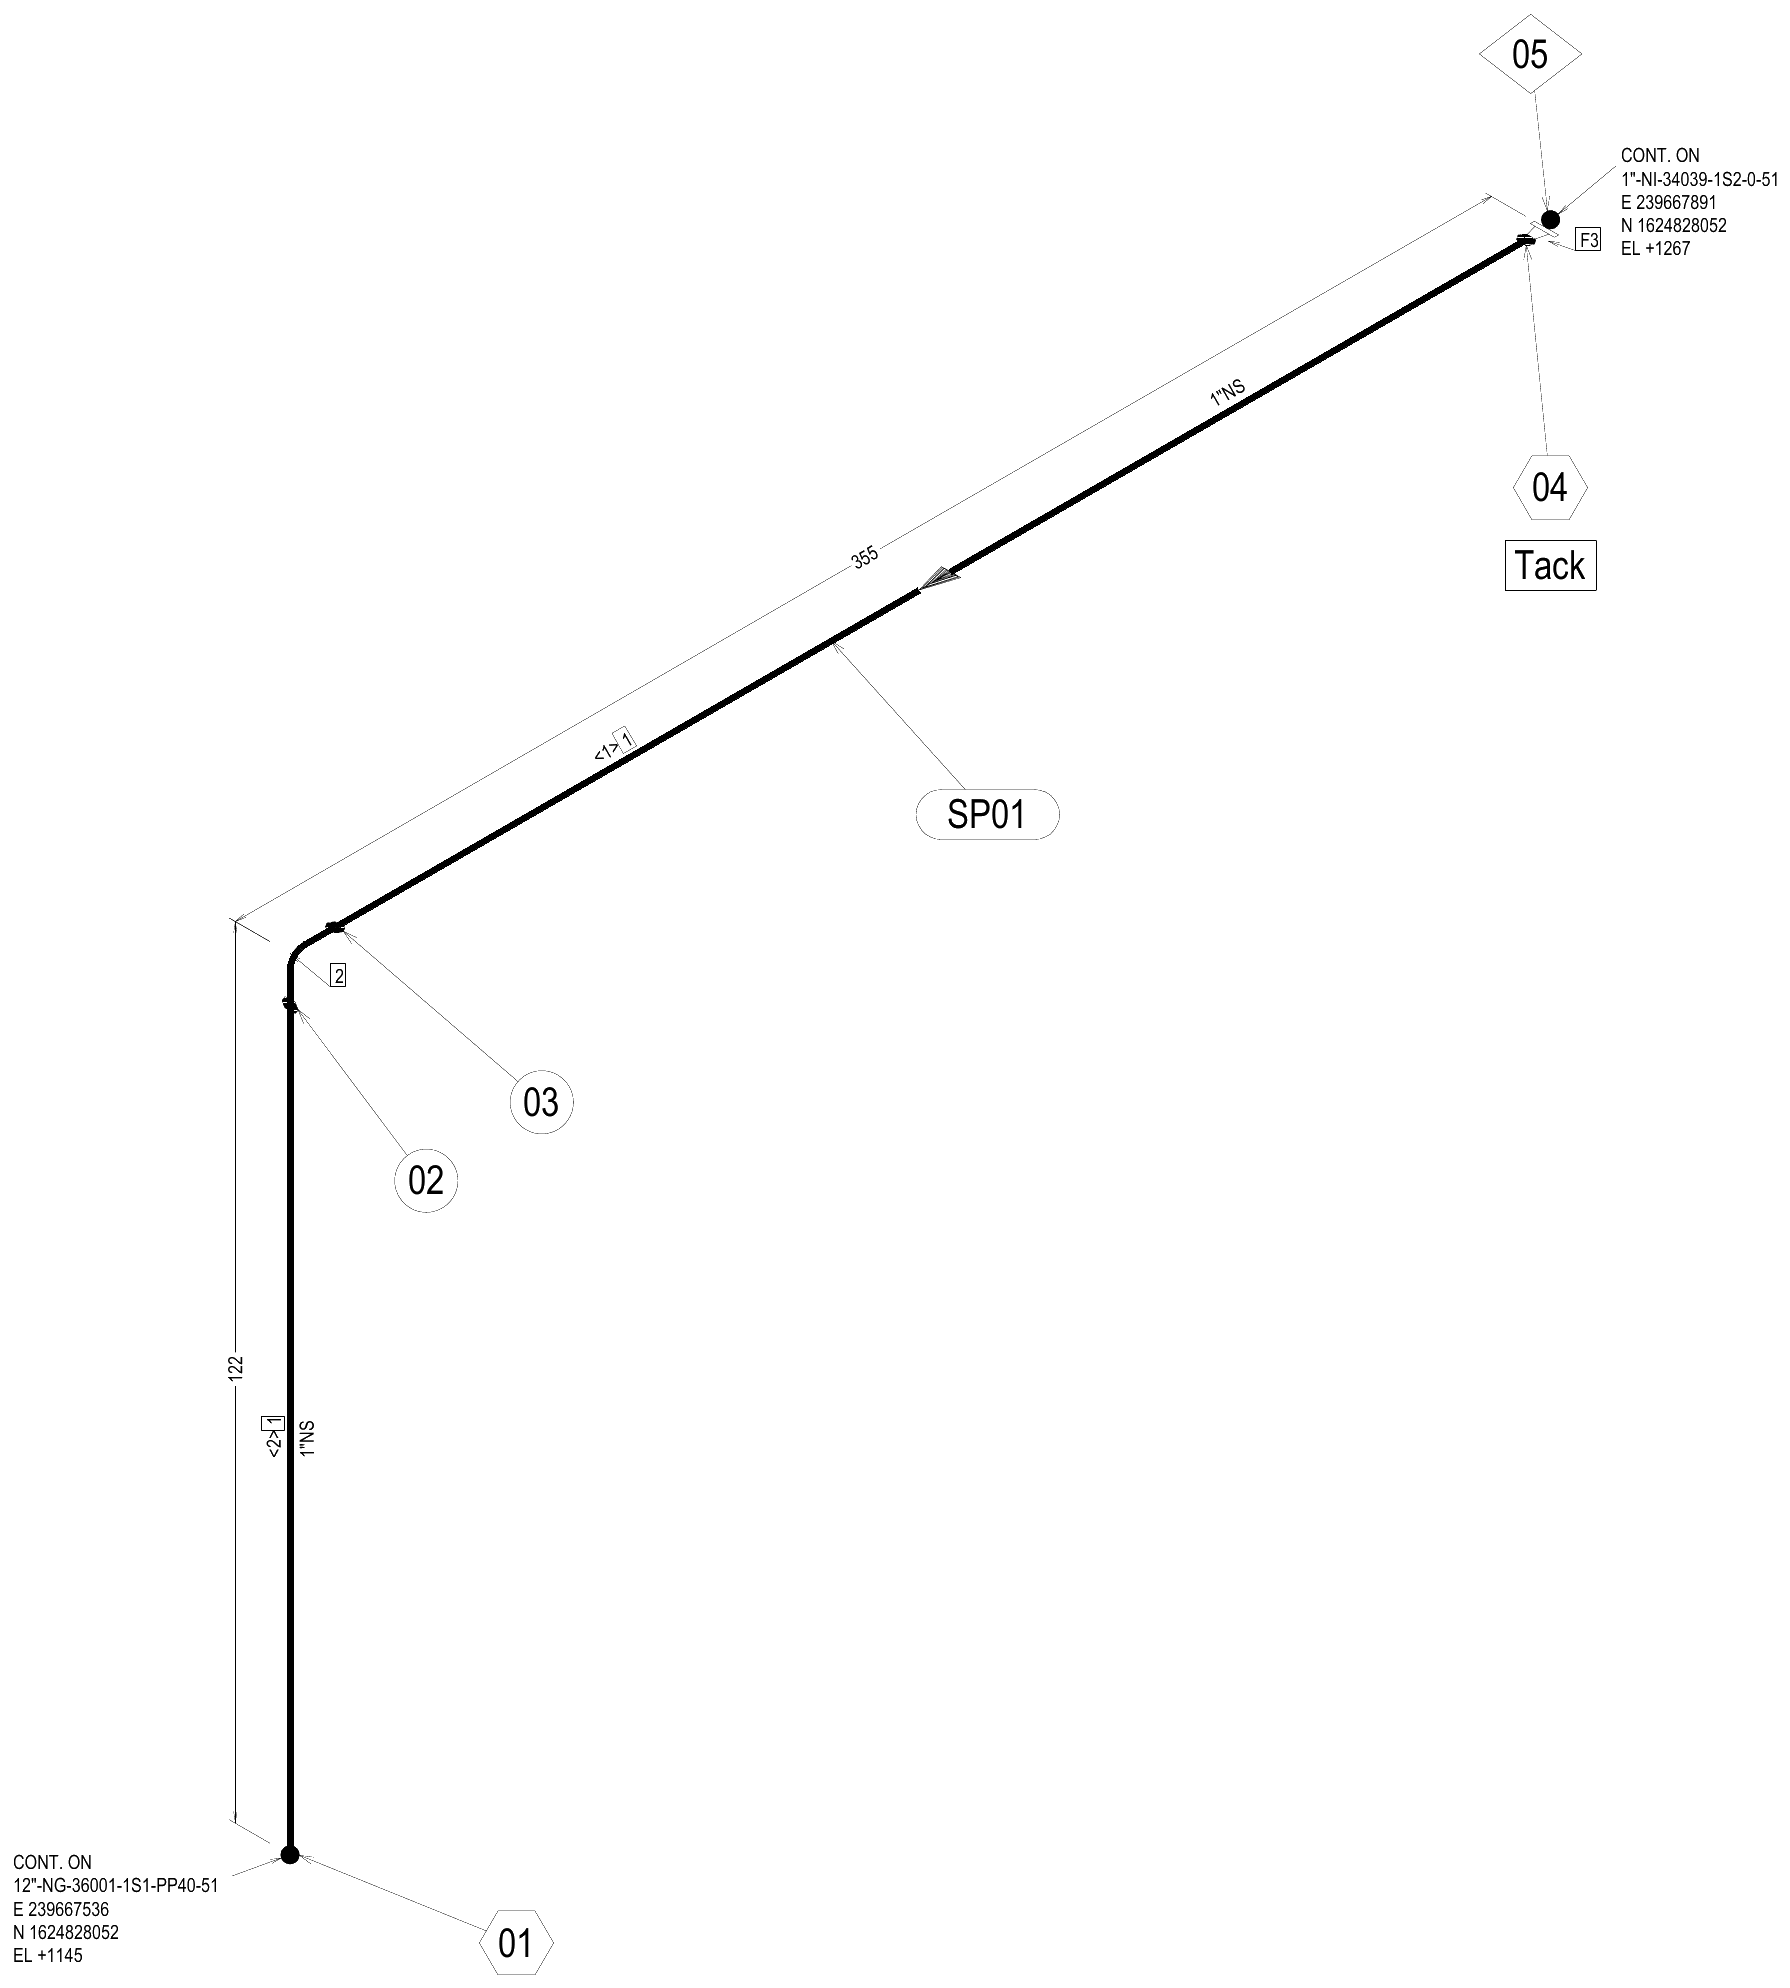 05
CONT. ON
1"-NI-34039-1S2-0-51
E 239667891
N 1624828052
EL +1267
F3
1"NS
04
Tack
355
<1> 1
SP01
2
03
02
122
<2> 1
1"NS
CONT. ON
12"-NG-36001-1S1-PP40-51
E 239667536
N 1624828052
EL +1145
01